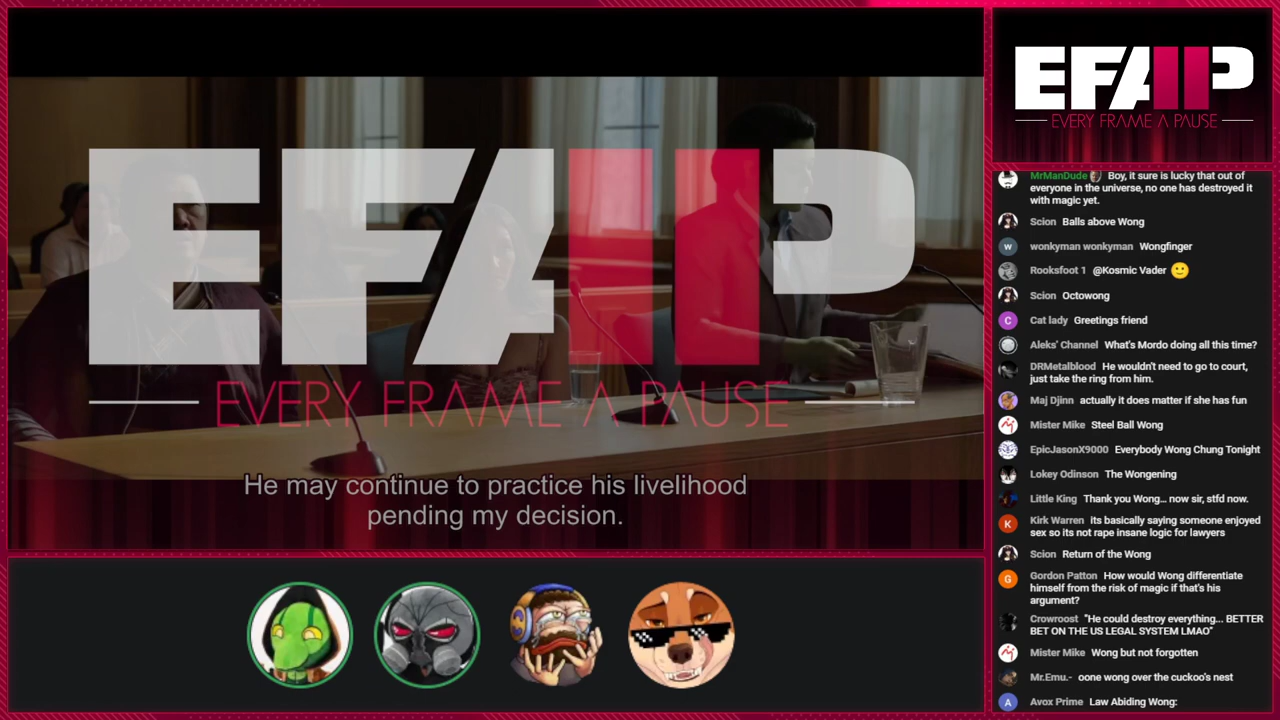 EFAP
EVERY FRAME A PAUSE
He may continue to practice his livelihood
pending my decision.
EFAP
EVERY FRAME A PAUSE
MrManDude Boy, it sure is lucky that out of
everyone in the universe, no one has destroyed it
with magic yet.
Scion Balls above Wong
w
wonkyman wonkyman Wongfinger
Rooksfoot 1 @Kosmic Vader 🙂
Scion Octowong
C
Cat lady Greetings friend
Aleks' Channel What's Mordo doing all this time?
DRMetalblood He wouldn't need to go to court,
just take the ring from him.
Maj Djinn actually it does matter if she has fun
Mister Mike Steel Ball Wong
EpicJasonX9000 Everybody Wong Chung Tonight
Lokey Odinson The Wongening
Little King Thank you Wong... now sir, stfd now.
K
Kirk Warren its basically saying someone enjoyed
sex so its not rape insane logic for lawyers
Scion Return of the Wong
G
Gordon Patton How would Wong differentiate
himself from the risk of magic if that's his
argument?
Crowroost "He could destroy everything... BETTER
BET ON THE US LEGAL SYSTEM LMAO"
Mister Mike Wong but not forgotten
Mr.Emu.- oone wong over the cuckoo's nest
A
Avox Prime Law Abiding Wong: